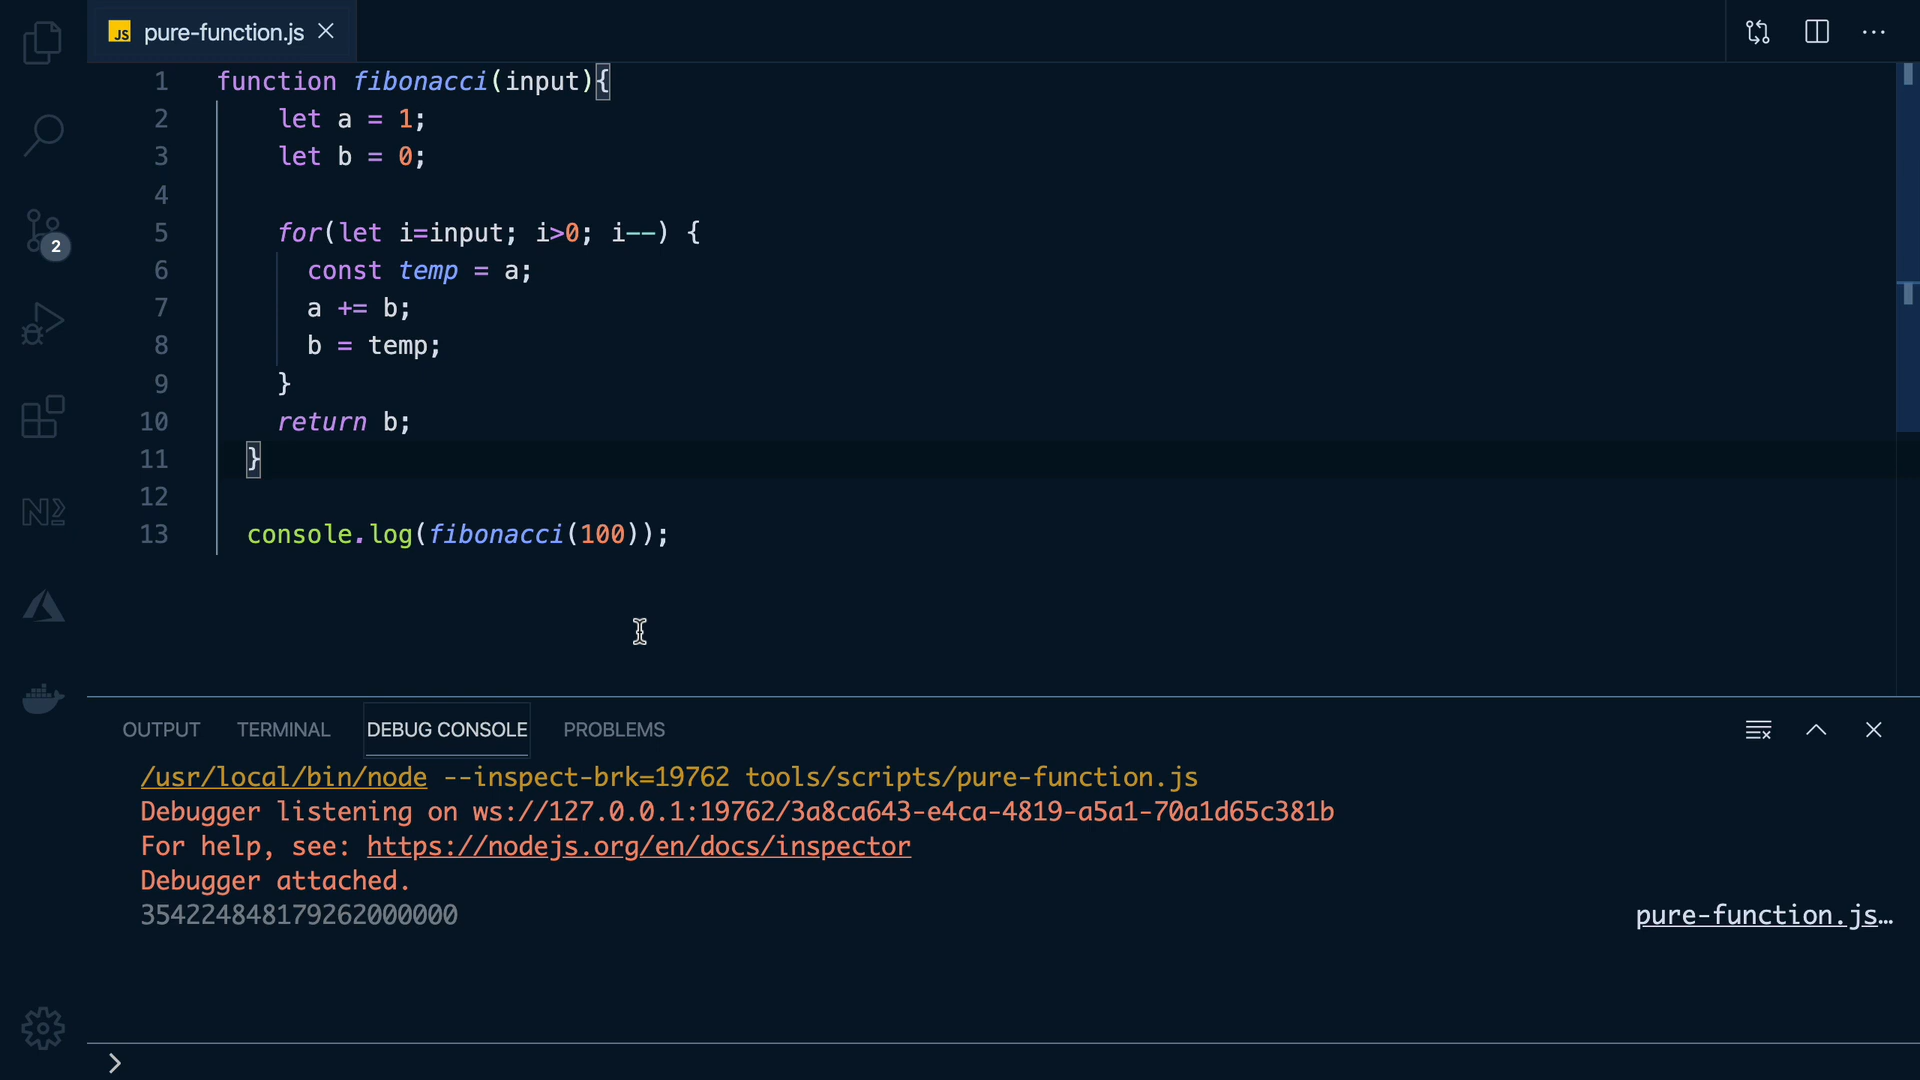 JS pure-function.js
1 function fibonacci(input){
2 let a = 1;
3 let b = 0;
4
5 for(let i=input; i>0; i--) {
6 const temp = a;
7 a += b;
8 b = temp;
9 }
10 return b;
11 }
12
13 console.log(fibonacci(100));
2
OUTPUT TERMINAL DEBUG CONSOLE PROBLEMS
/usr/local/bin/node --inspect-brk=19762 tools/scripts/pure-function.js
Debugger listening on ws://127.0.0.1:19762/3a8ca643-e4ca-4819-a5a1-70a1d65c381b
For help, see: https://nodejs.org/en/docs/inspector
Debugger attached.
354224848179262000000 pure-function.js…